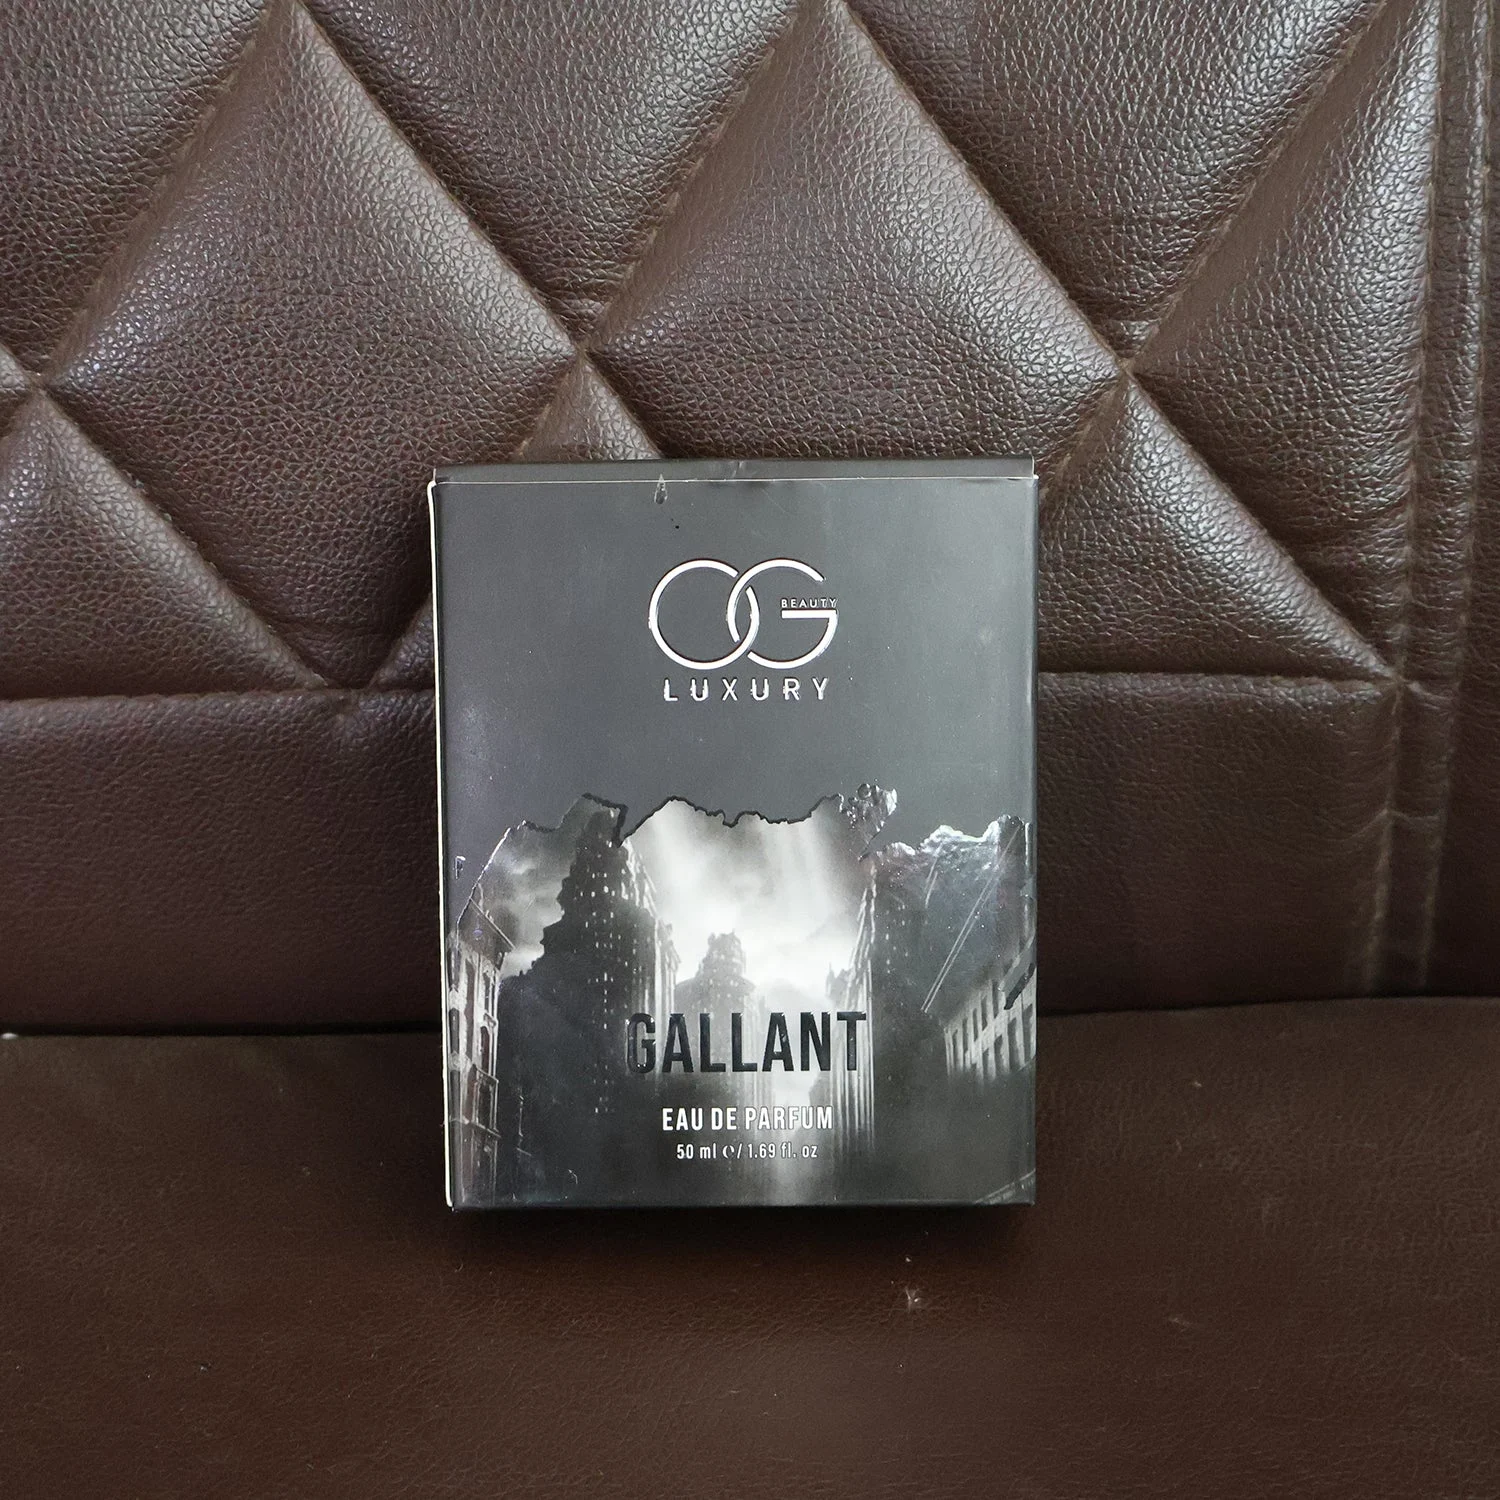 OG
BEAUTY
LUXURY
GALLANT
EAU DE PARFUM
50 ml ℮/ 1.69 fl. oz